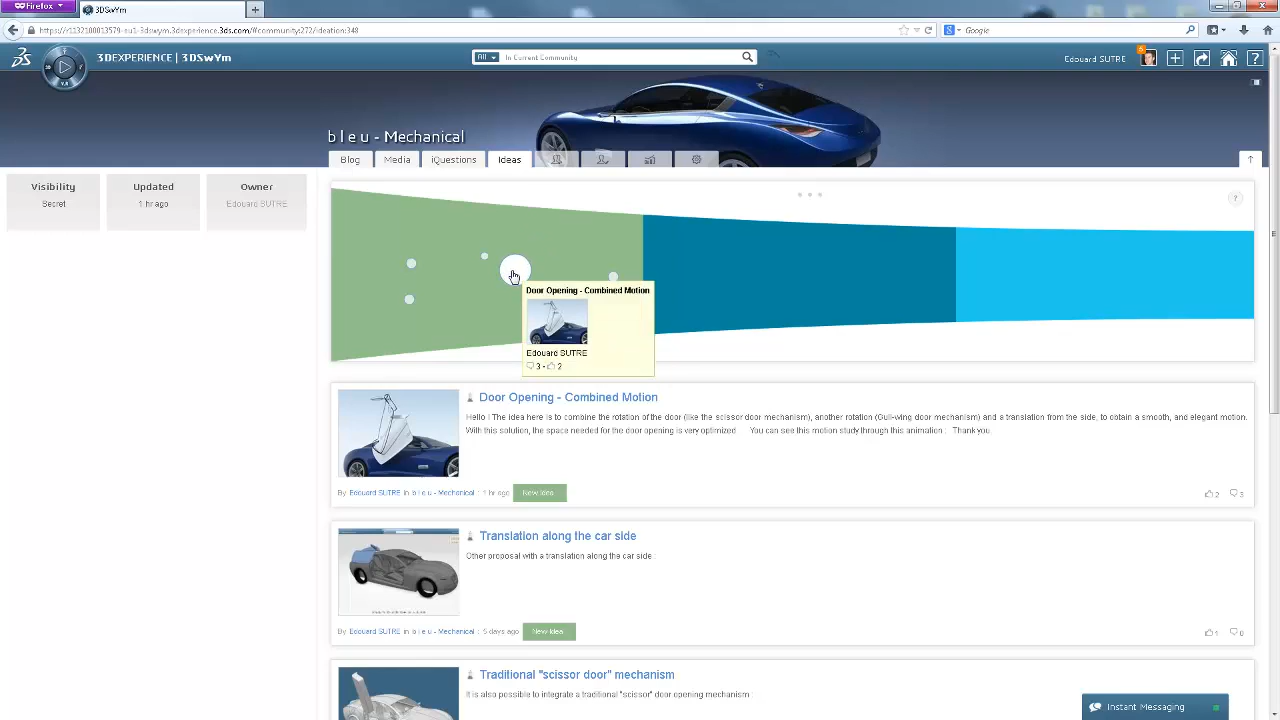 Firefox
3DSwYm
https://r1132100013579-eu1-3dswym.3dexperience.3ds.com/#community:272/ideation:348
Google
3DEXPERIENCE | 3DSwYm
All
In Current Community
Edouard SUTRE
6
b l e u - Mechanical
Blog
Media
iQuestions
Ideas
Visibility
Secret
Updated
1 hr ago
Owner
Edouard SUTRE
?
Door Opening - Combined Motion
Edouard SUTRE
3 - 2
Door Opening - Combined Motion
Hello ! The idea here is to combine the rotation of the door (like the scissor door mechanism), another rotation (Gull-wing door mechanism) and a translation from the side, to obtain a smooth, and elegant motion.
With this solution, the space needed for the door opening is very optimized. You can see this motion study through this animation : Thank you.
By Edouard SUTRE in b l e u - Mechanical : 1 hr ago New Idea
2 3
Translation along the car side
Other proposal with a translation along the car side.
By Edouard SUTRE in b l e u - Mechanical : 5 days ago New Idea
1 0
Traditional "scissor door" mechanism
It is also possible to integrate a traditional "scissor" door opening mechanism :
Instant Messaging